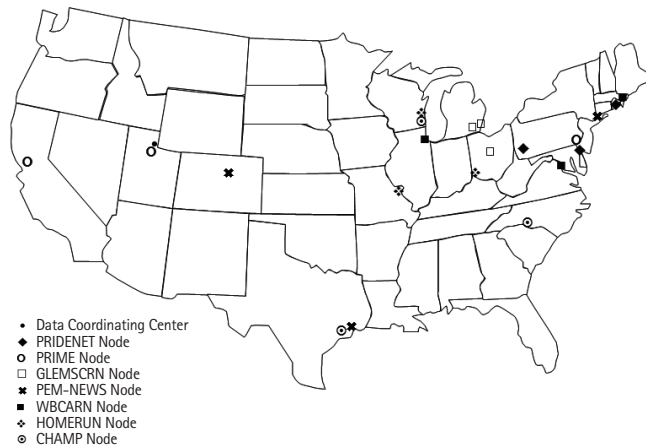 Data Coordinating Center
PRIDENET Node
PRIME Node
GLEMSCRN Node
PEM-NEWS Node
WBCARN Node
HOMERUN Node
CHAMP Node